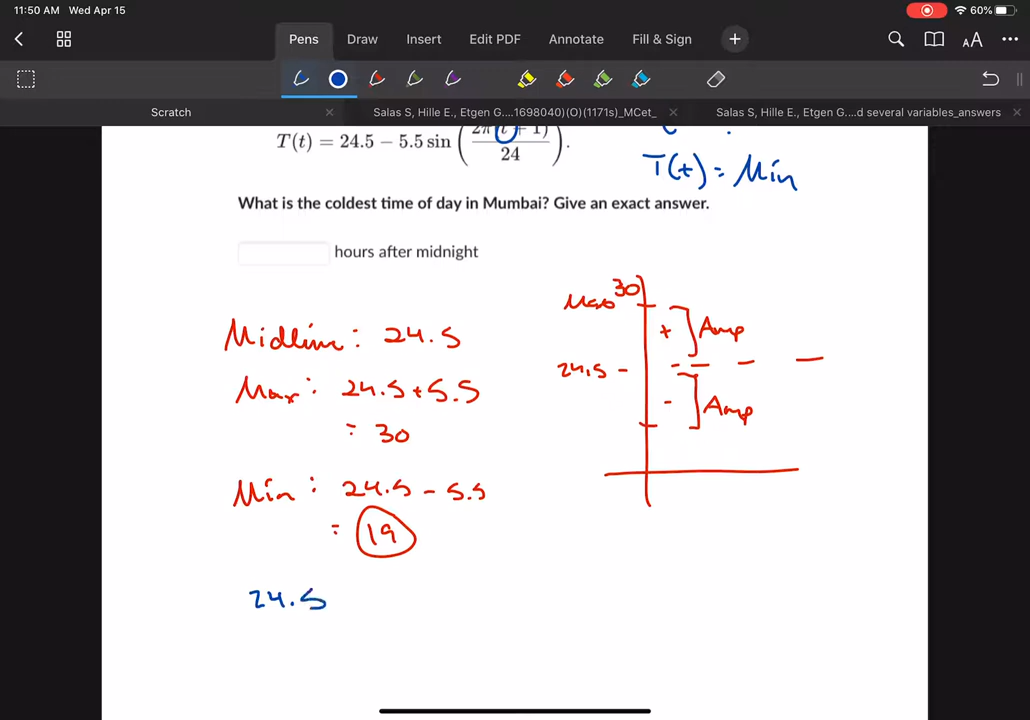 11:50 AM Wed Apr 15
60%
Pens Draw Insert Edit PDF Annotate Fill & Sign
Scratch
Salas S, Hille E., Etgen G....1698040)(O)(1171s)_MCet_
Salas S, Hille E., Etgen G....d several variables_answers
T(t) = 24.5 − 5.5 sin ( 2π(t + 1) / 24 ).
T(t) = Min
What is the coldest time of day in Mumbai? Give an exact answer.
hours after midnight
Max 30
+ ] Amp
24.5 -
- ] Amp
Midline: 24.5
Max: 24.5 + 5.5
= 30
Min: 24.5 - 5.5
= 19
24.5